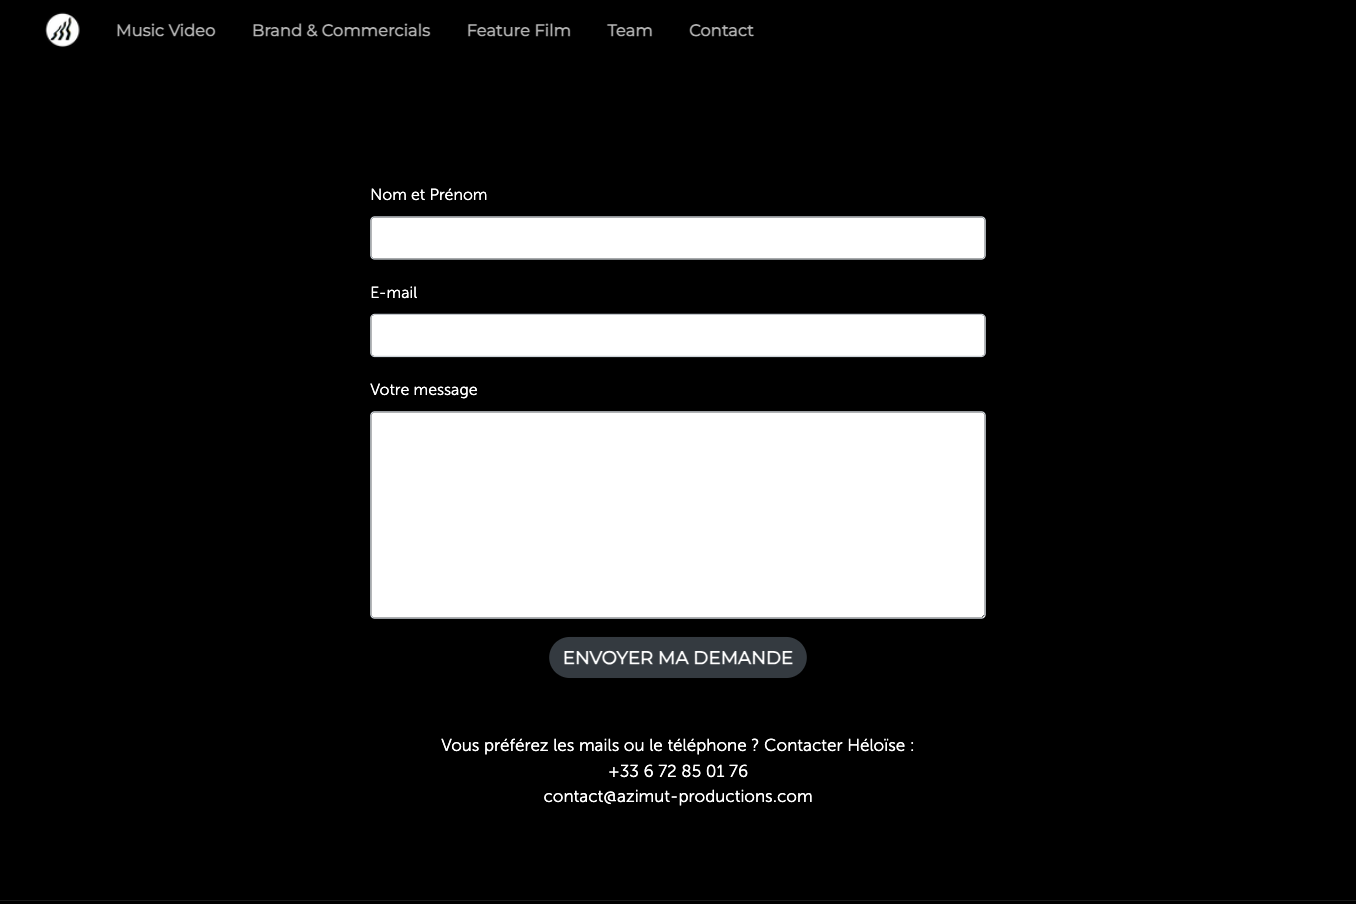 Music Video Brand & Commercials Feature Film Team Contact
Nom et Prénom
E-mail
Votre message
ENVOYER MA DEMANDE
Vous préférez les mails ou le téléphone ? Contacter Héloïse :
+33 6 72 85 01 76
contact@azimut-productions.com